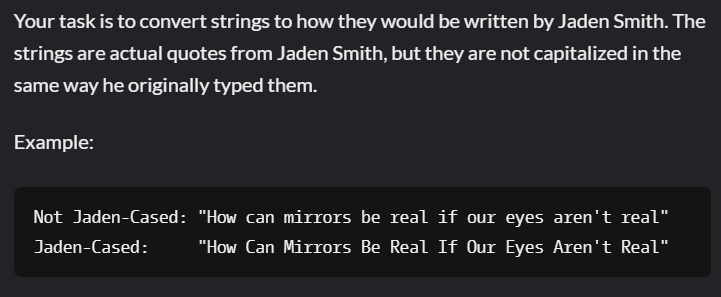 Your task is to convert strings to how they would be written by Jaden Smith. The
strings are actual quotes from Jaden Smith, but they are not capitalized in the
same way he originally typed them.
Example:
Not Jaden-Cased: "How can mirrors be real if our eyes aren't real"
Jaden-Cased:     "How Can Mirrors Be Real If Our Eyes Aren't Real"